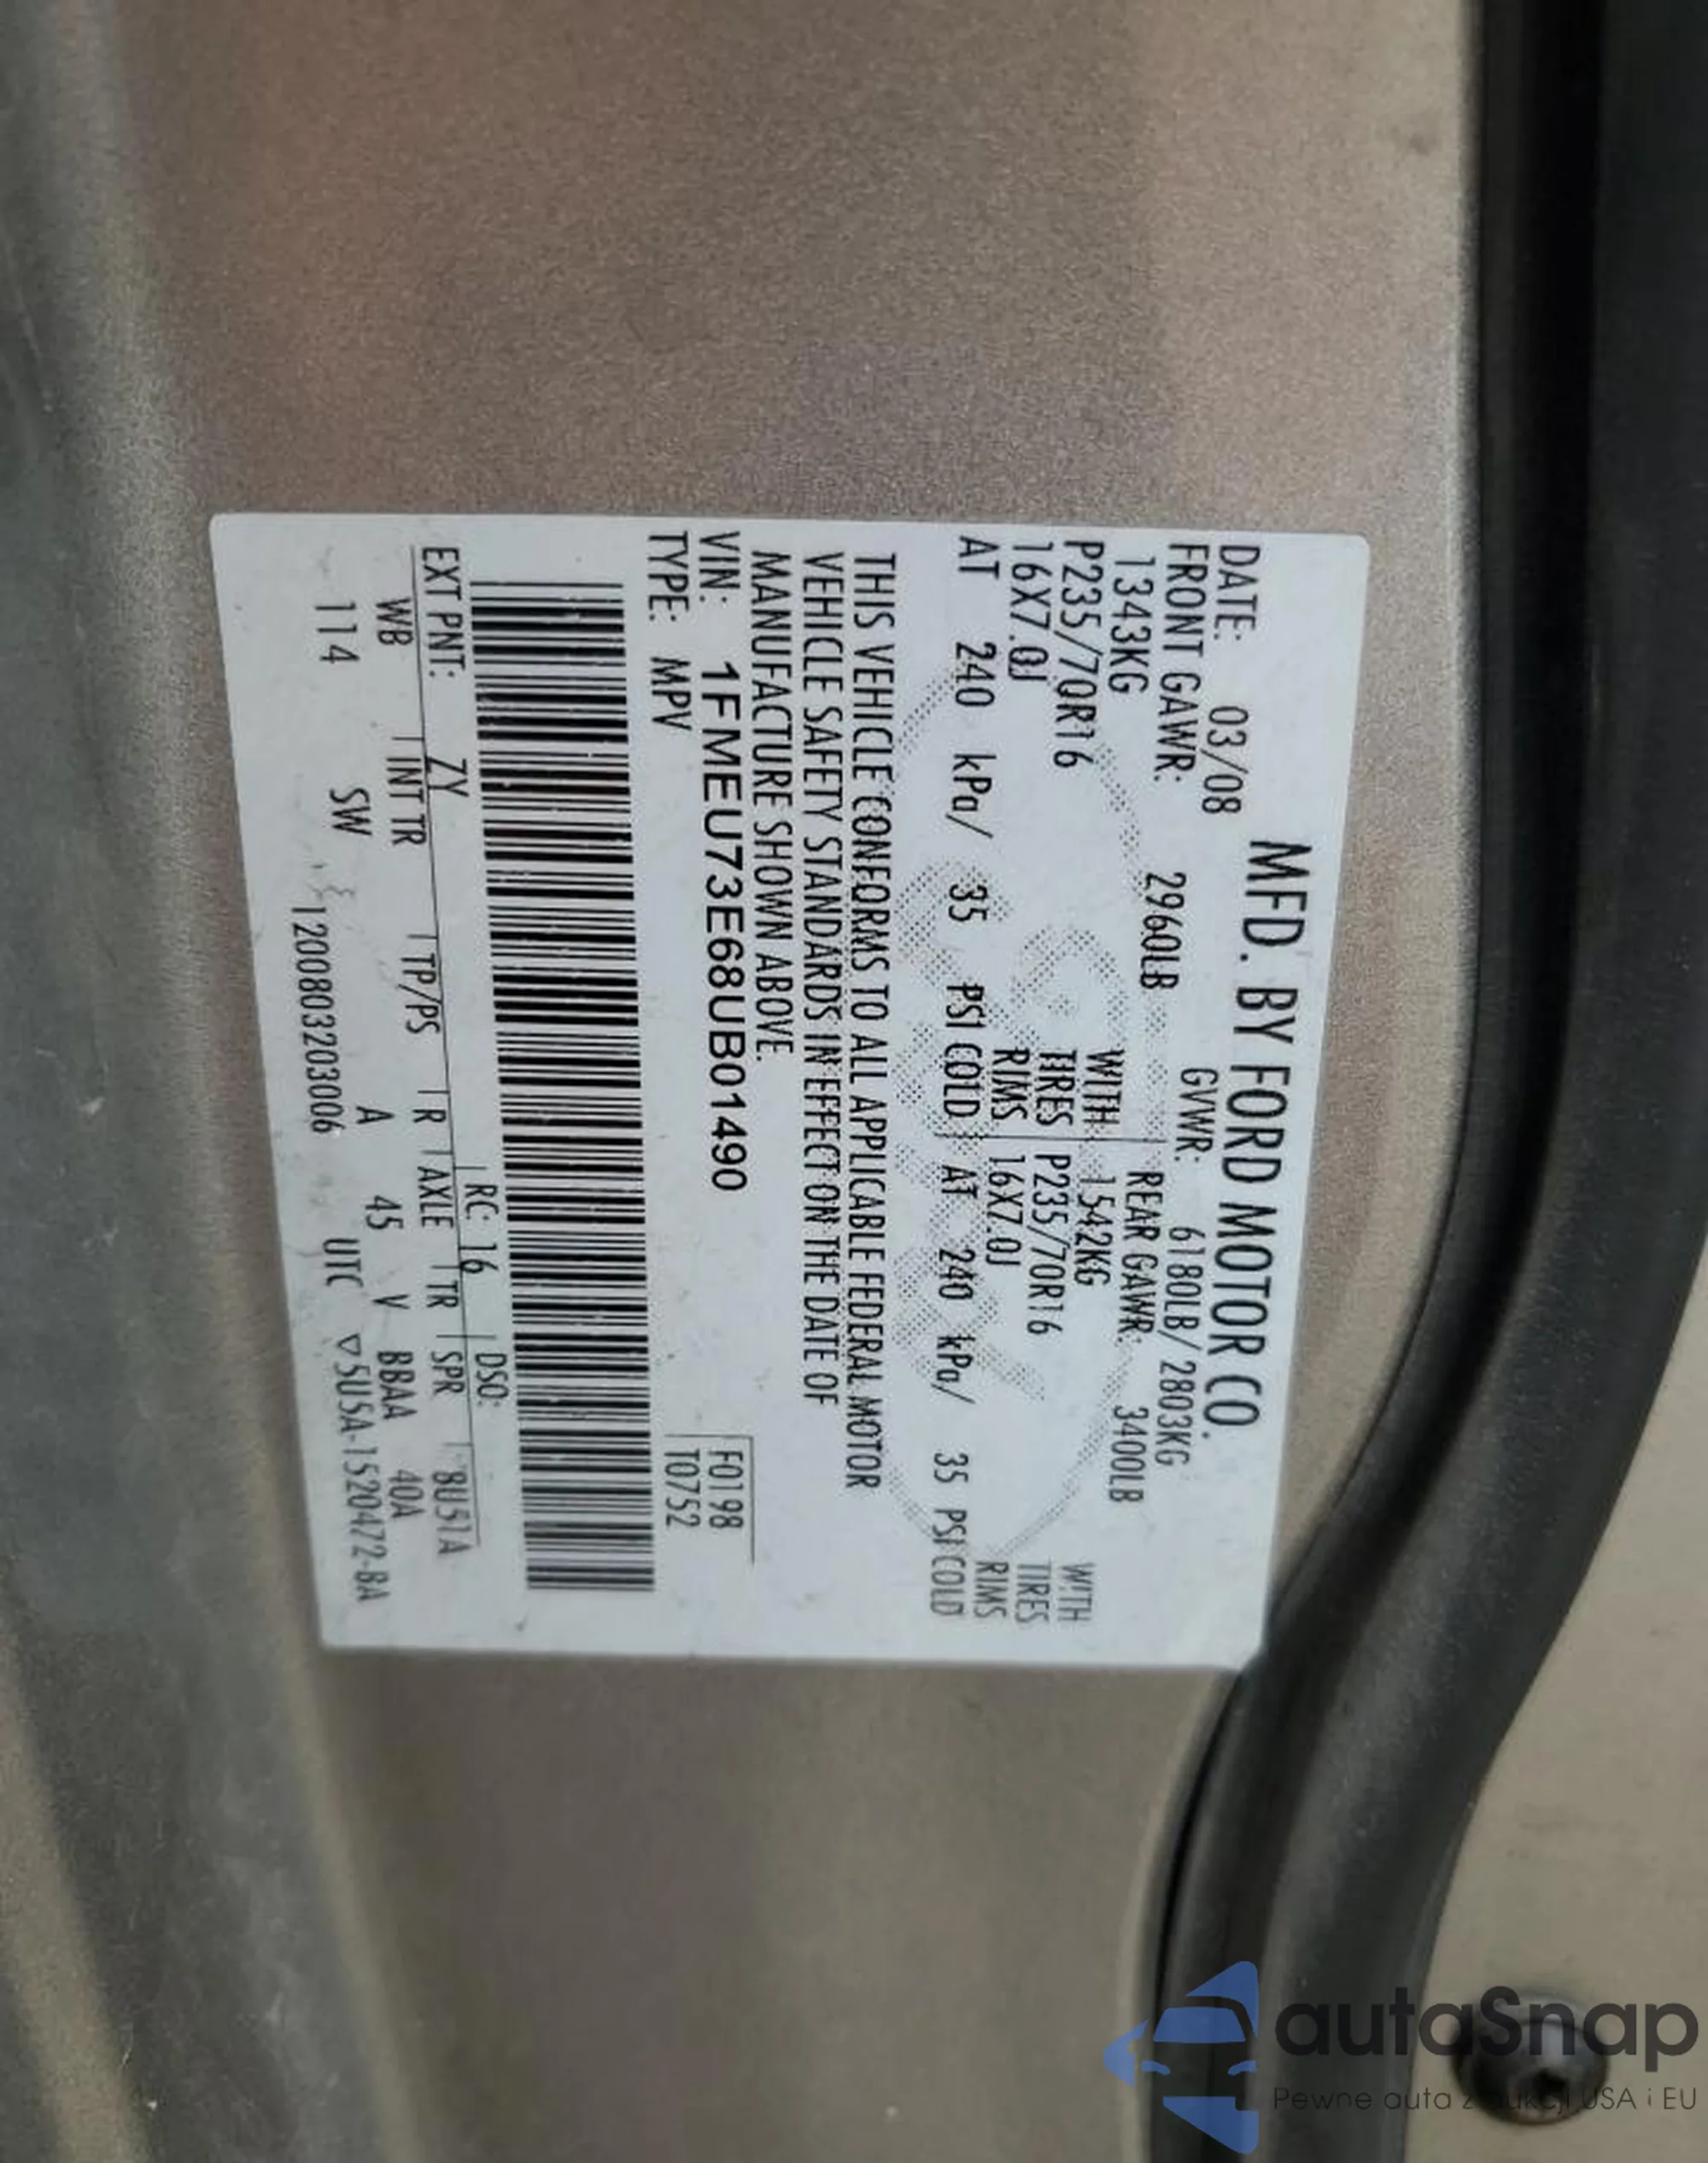 MFD. BY FORD MOTOR CO.
DATE: 03/08 GVWR: 6180LB/2803KG
FRONT GAWR: 2960LB REAR GAWR: 3400LB
1343KG WITH 1542KG WITH
P235/70R16 TIRES P235/70R16 TIRES
16X7.0J RIMS 16X7.0J RIMS
AT 240 kPa/ 35 PSI COLD AT 240 kPa/ 35 PSI COLD
THIS VEHICLE CONFORMS TO ALL APPLICABLE FEDERAL MOTOR
VEHICLE SAFETY STANDARDS IN EFFECT ON THE DATE OF
MANUFACTURE SHOWN ABOVE.
VIN: 1FMEU73E68UB01490 F0198
TYPE: MPV T0752
EXT PNT: ZY RC: 16 DSO:
WB INT TR TP/PS R AXLE TR SPR 8U51A
114 SW A 45 V BBAA 40A
1200803203006 UTC ▽5U5A-1520472-BA
autaSnap
Pewne auta z aukcji USA i EU